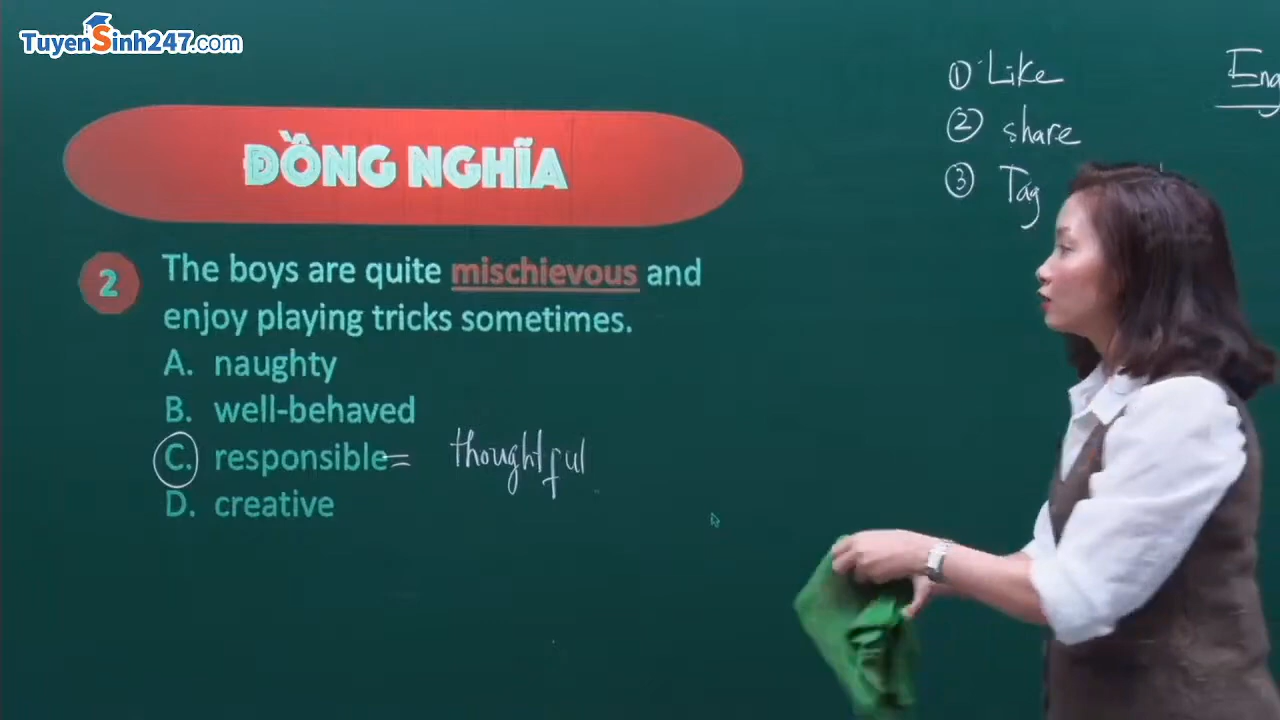 TuyenSinh247.com
① Like
② share
③ Tag
ĐỒNG NGHĨA
2 The boys are quite mischievous and
enjoy playing tricks sometimes.
A. naughty
B. well-behaved
C. responsible = thoughtful
D. creative